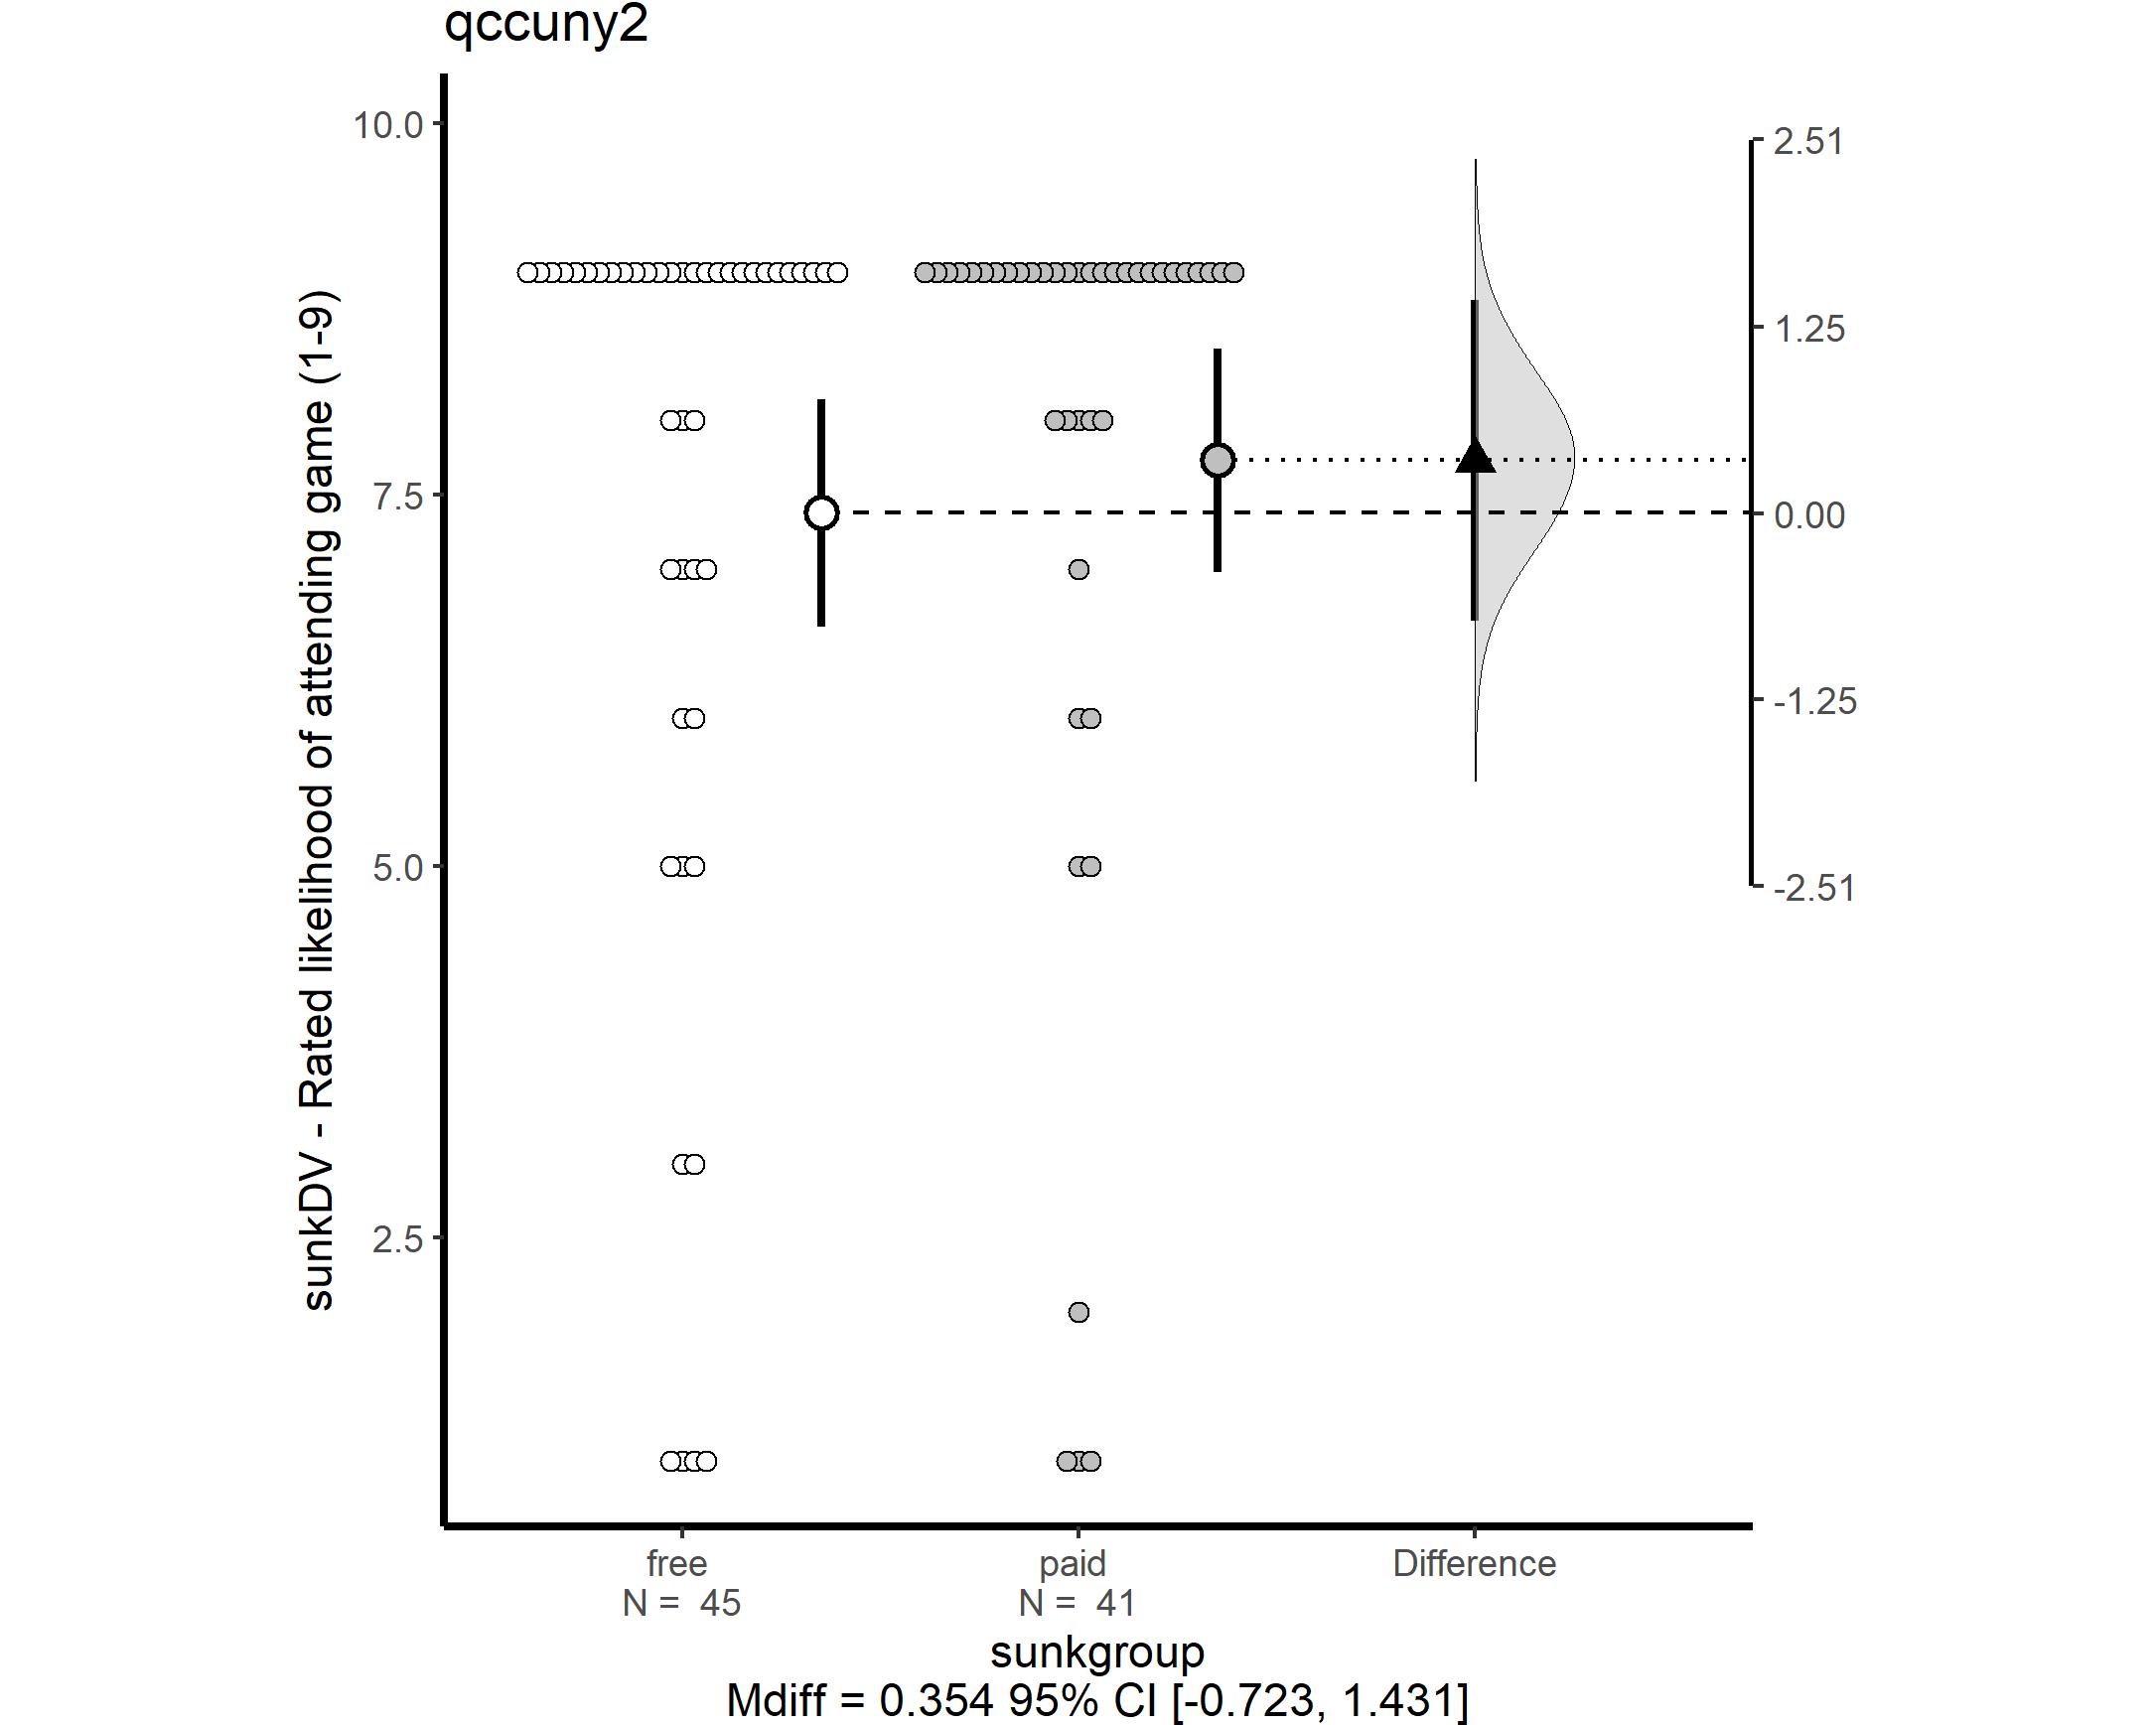 qccuny2
sunkDV - Rated likelihood of attending game (1-9)
10.0
7.5
5.0
2.5
2.51
1.25
0.00
-1.25
-2.51
free
N = 45
paid
N = 41
Difference
sunkgroup
Mdiff = 0.354 95% CI [-0.723, 1.431]